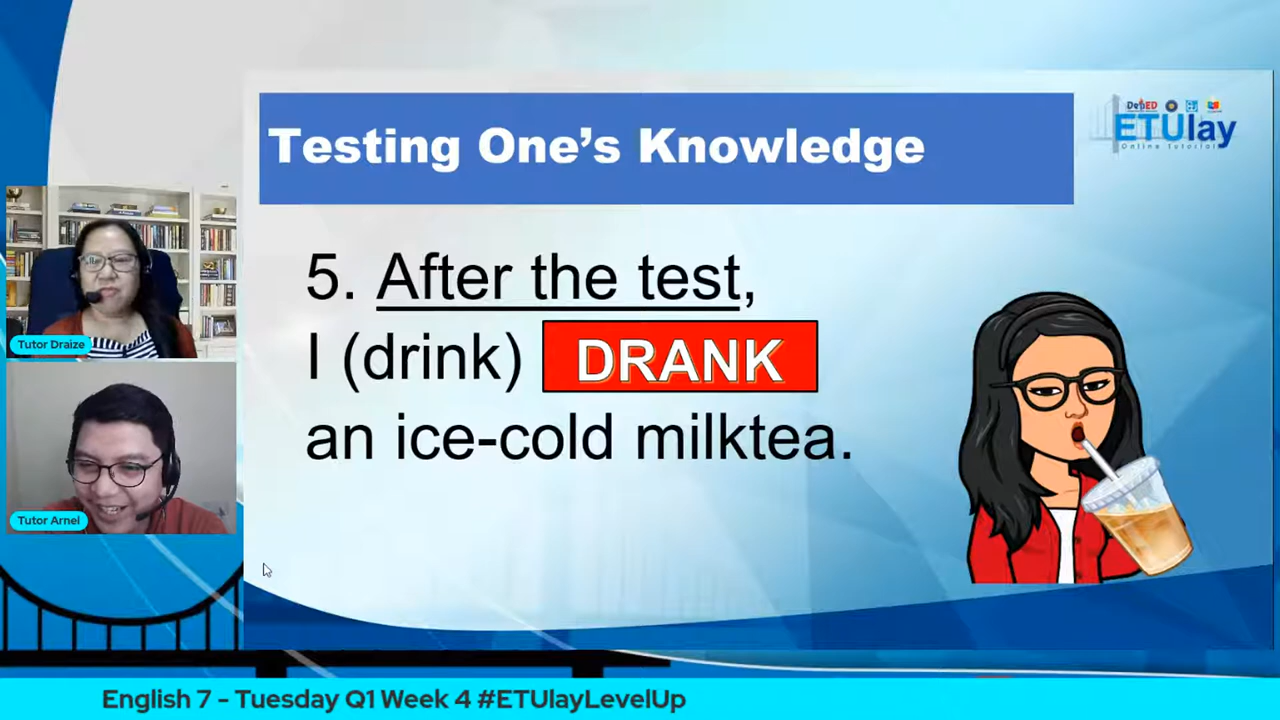 Testing One's Knowledge
DepED
ETUlay
Online Tutorial
5. After the test,
I (drink) DRANK
an ice-cold milktea.
Tutor Draize
Tutor Arnel
English 7 - Tuesday Q1 Week 4 #ETUlayLevelUp